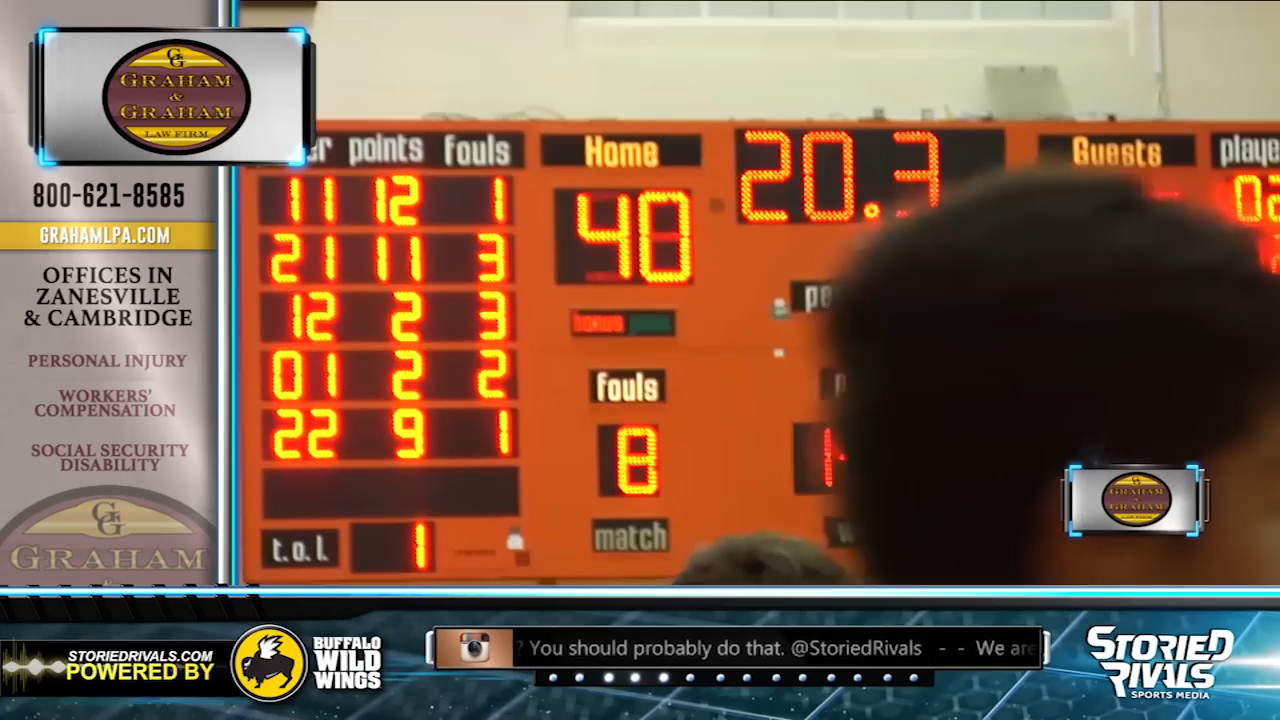 GG
GRAHAM
&
GRAHAM
LAW FIRM
800-621-8585
GRAHAMLPA.COM
OFFICES IN
ZANESVILLE
& CAMBRIDGE
PERSONAL INJURY
WORKERS'
COMPENSATION
SOCIAL SECURITY
DISABILITY
GG
GRAHAM
points fouls
11 12 1
21 11 3
12 2 3
01 2 2
22 9 1
t.o.l. 1
Home
40
bonus
fouls
8
match
20.3
Guests
GRAHAM
&
GRAHAM
STORIEDRIVALS.COM
POWERED BY
BUFFALO
WILD
WINGS
? You should probably do that. @StoriedRivals - - We are
STORIED
RIVALS
SPORTS MEDIA